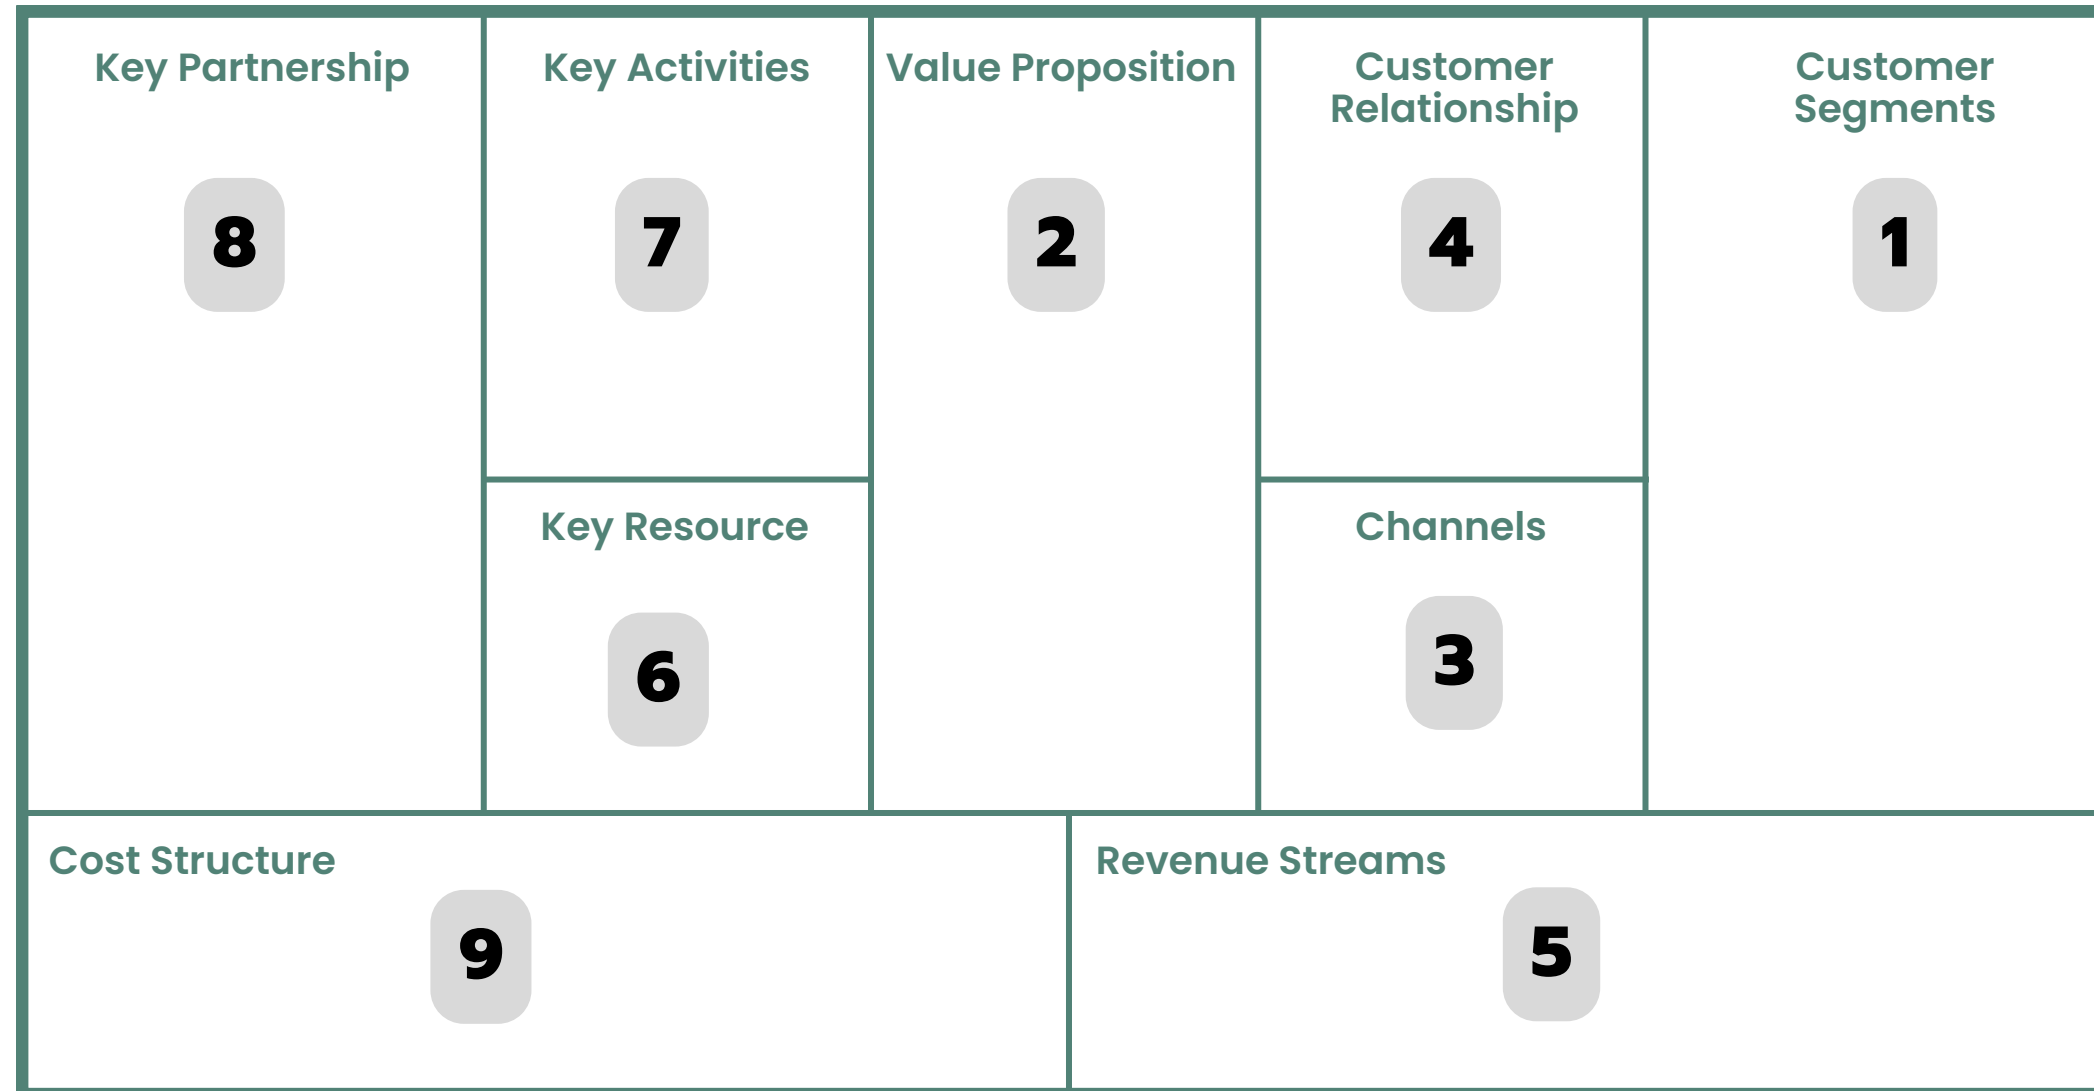 Key Partnership
8
Key Activities
7
Key Resource
6
Value Proposition
2
Customer
Relationship
4
Channels
3
Customer
Segments
1
Cost Structure
9
Revenue Streams
5